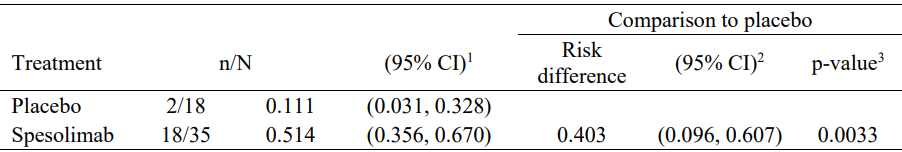 Comparison to placebo
Treatment n/N (95% CI)1 Risk difference (95% CI)2 p-value3
Placebo 2/18 0.111 (0.031, 0.328)
Spesolimab 18/35 0.514 (0.356, 0.670) 0.403 (0.096, 0.607) 0.0033